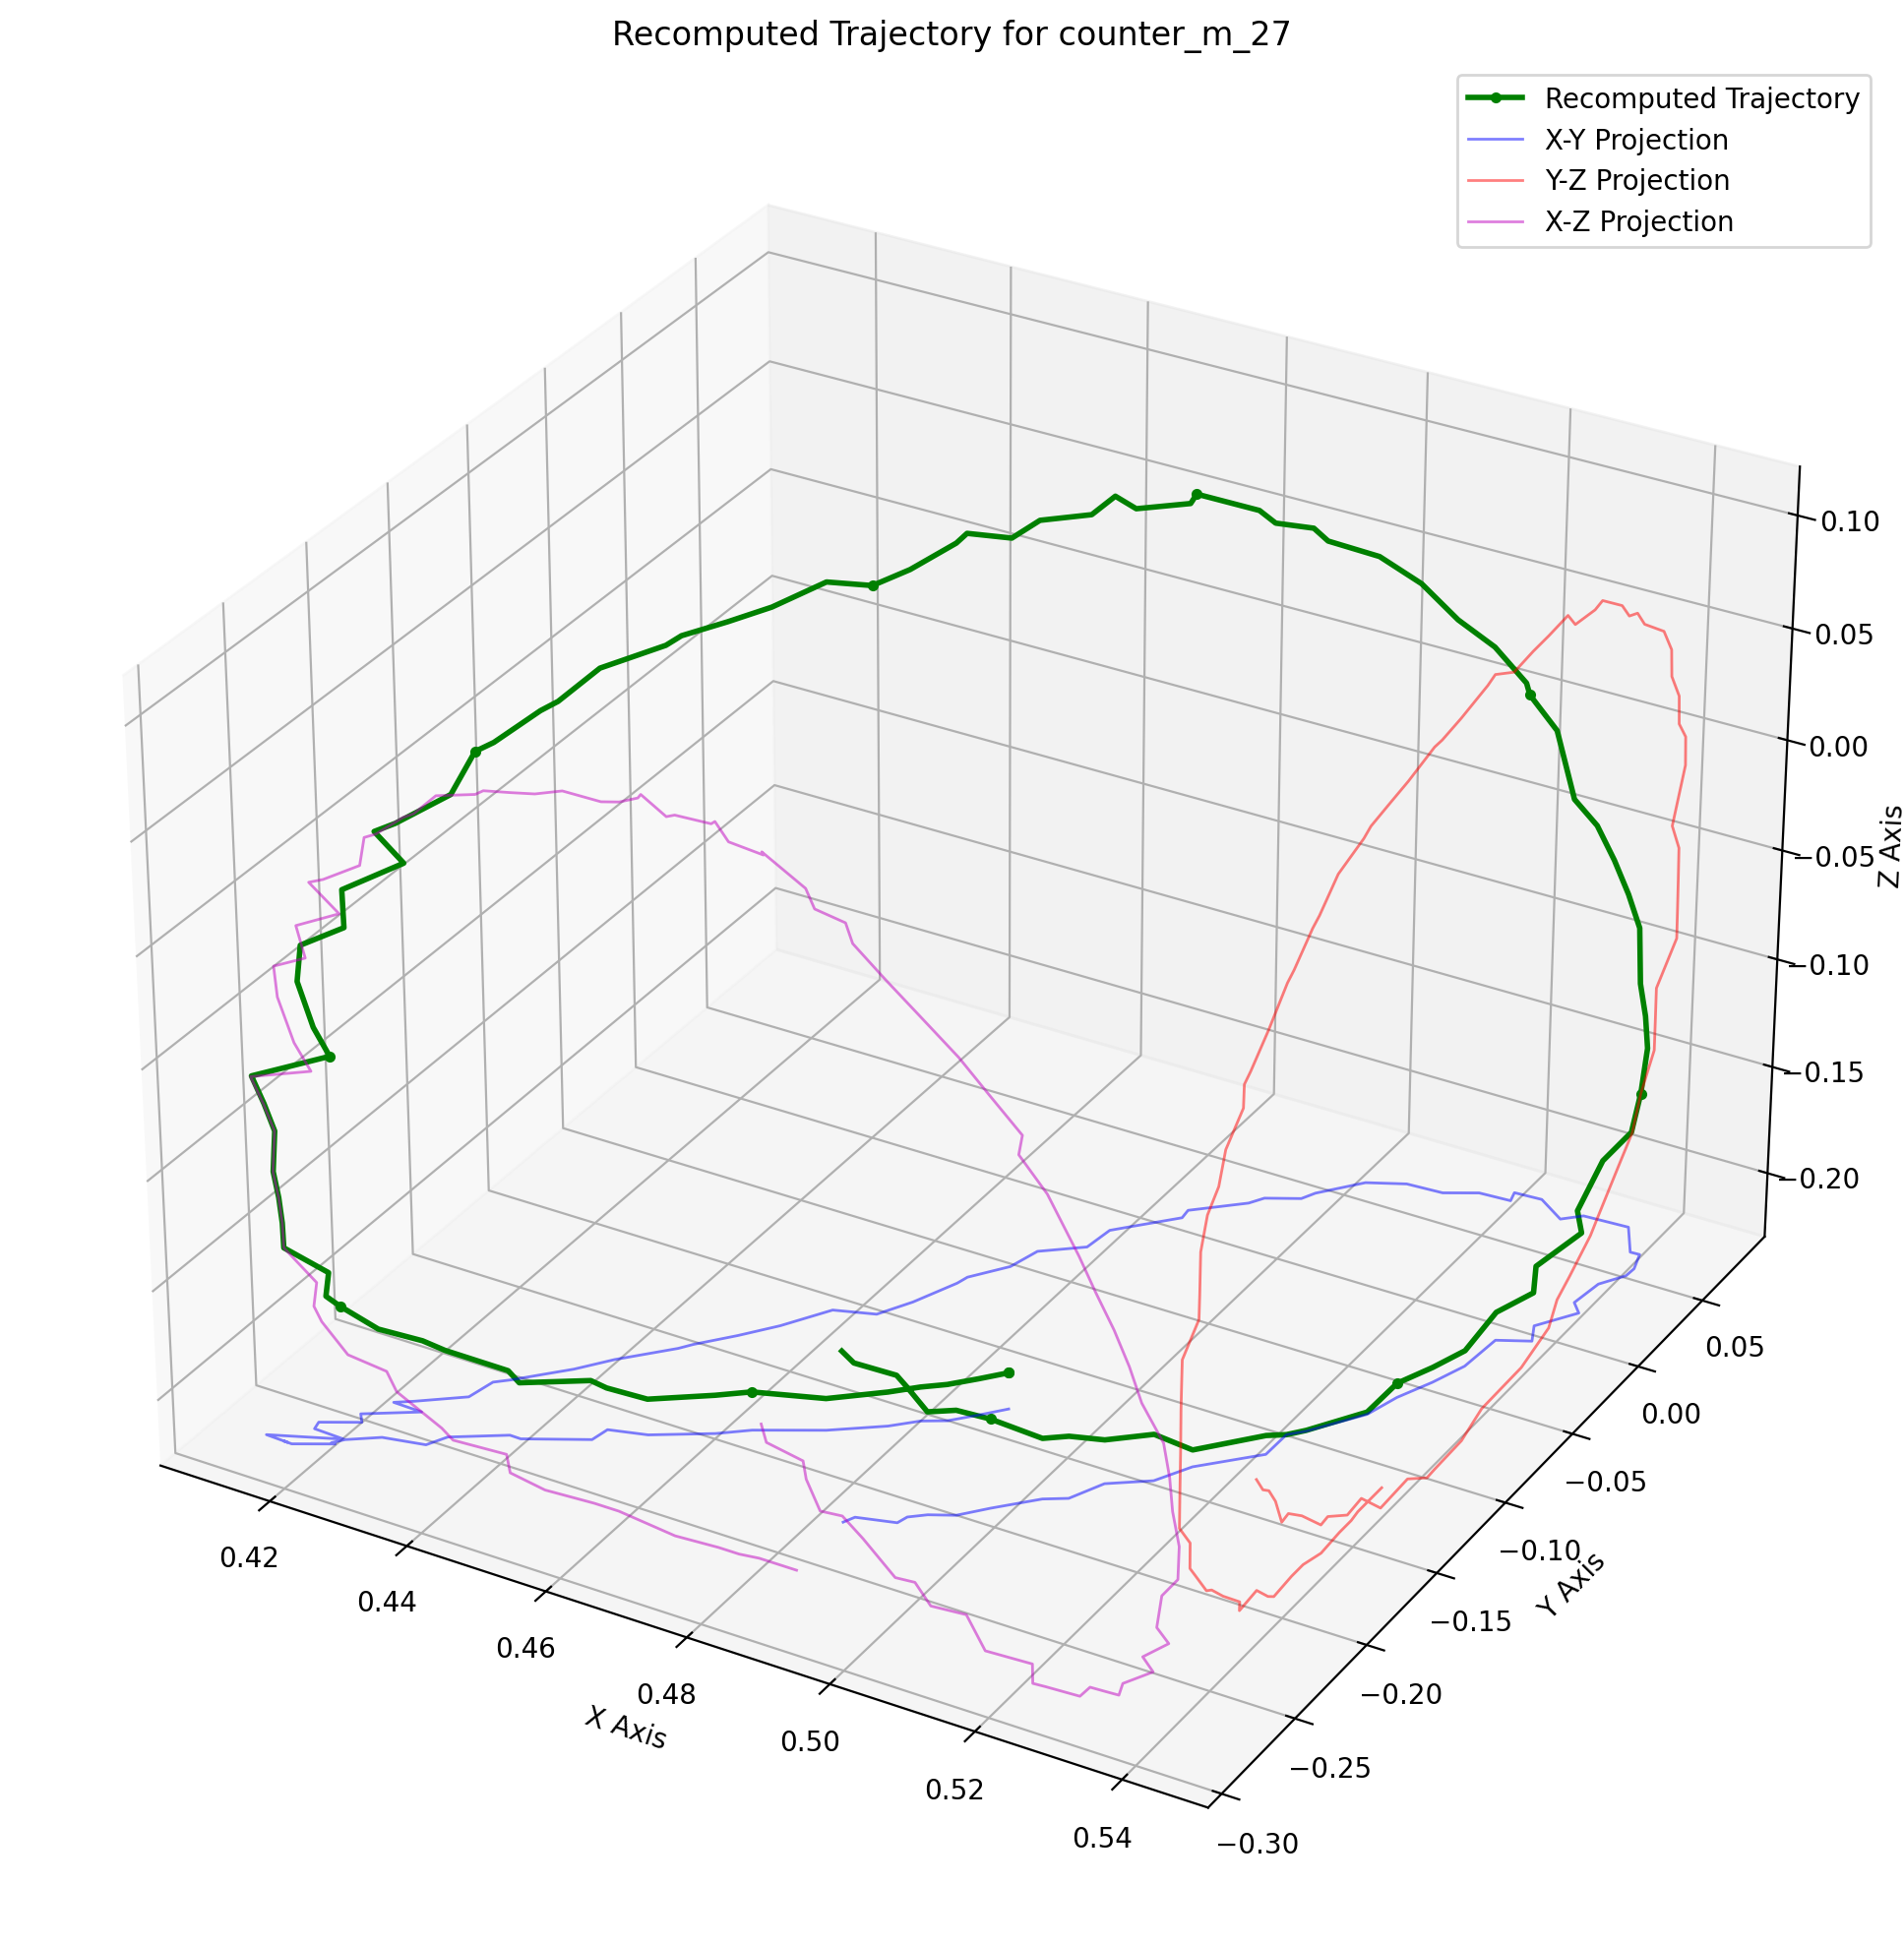 Recomputed Trajectory for counter_m_27
Recomputed Trajectory
X-Y Projection
Y-Z Projection
X-Z Projection
0.10
0.05
0.00
−0.05
−0.10
−0.15
−0.20
Z Axis
0.05
0.00
−0.05
−0.10
−0.15
−0.20
−0.25
−0.30
Y Axis
0.42
0.44
0.46
0.48
0.50
0.52
0.54
X Axis